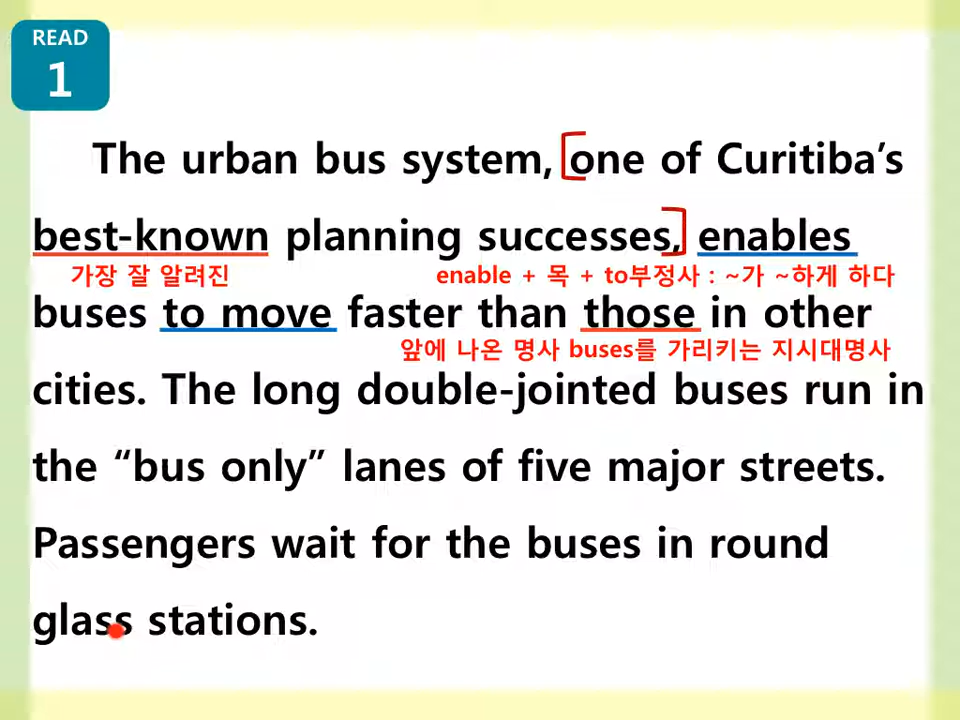 READ
1
The urban bus system, one of Curitiba's
best-known planning successes, enables
가장 잘 알려진 enable + 목 + to부정사 : ~가 ~하게 하다
buses to move faster than those in other
앞에 나온 명사 buses를 가리키는 지시대명사
cities. The long double-jointed buses run in
the “bus only” lanes of five major streets.
Passengers wait for the buses in round
glass stations.